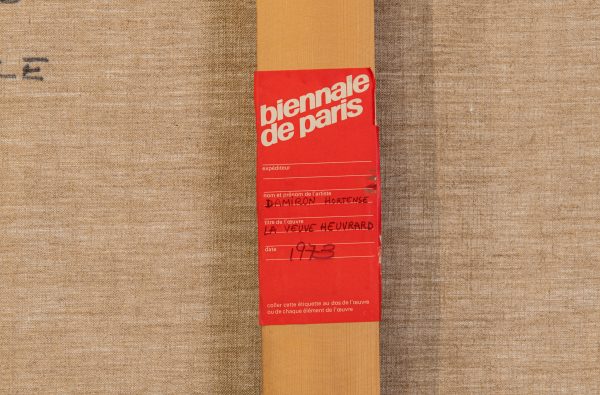 LE
biennale
de paris
expéditeur
nom et prénom de l'artiste
DAMIRON HORTENSE
titre de l'œuvre
LA VEUVE HEUVRARD
date
1973
coller cette étiquette au dos de l'œuvre
ou de chaque élément de l'œuvre